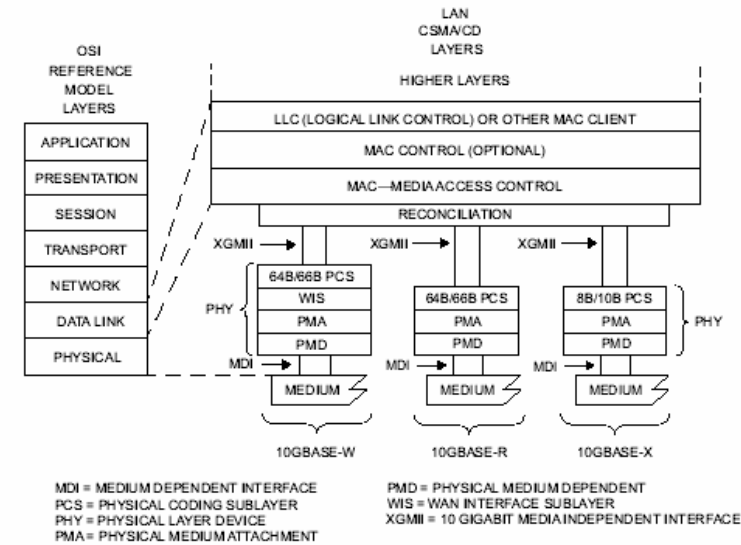 LAN
CSMA/CD
LAYERS
OSI
REFERENCE
MODEL
LAYERS
HIGHER LAYERS
LLC (LOGICAL LINK CONTROL) OR OTHER MAC CLIENT
MAC CONTROL (OPTIONAL)
MAC—MEDIA ACCESS CONTROL
RECONCILIATION
APPLICATION
PRESENTATION
SESSION
TRANSPORT
NETWORK
DATA LINK
PHYSICAL
XGMII
XGMII
XGMII
PHY
64B/66B PCS
WIS
PMA
PMD
64B/66B PCS
PMA
PMD
8B/10B PCS
PMA
PMD
PHY
MDI
MDI
MDI
MEDIUM
MEDIUM
MEDIUM
10GBASE-W
10GBASE-R
10GBASE-X
MDI = MEDIUM DEPENDENT INTERFACE
PCS = PHYSICAL CODING SUBLAYER
PHY = PHYSICAL LAYER DEVICE
PMA = PHYSICAL MEDIUM ATTACHMENT
PMD = PHYSICAL MEDIUM DEPENDENT
WIS = WAN INTERFACE SUBLAYER
XGMII = 10 GIGABIT MEDIA INDEPENDENT INTERFACE